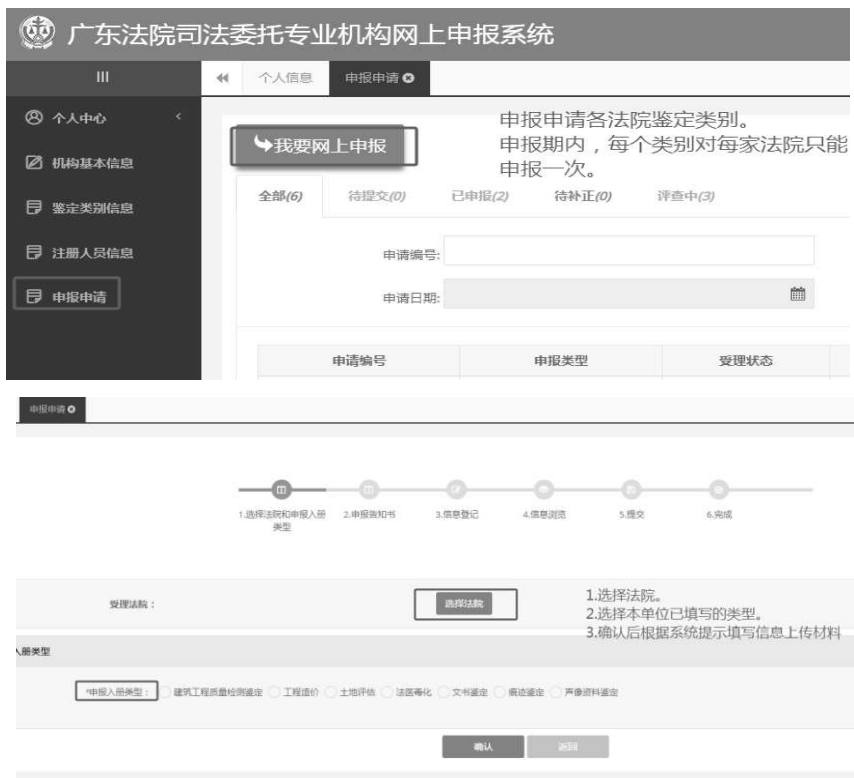 广东法院司法委托专业机构网上申报系统
个人信息 申报申请
个人中心
机构基本信息
鉴定类别信息
注册人员信息
申报申请
我要网上申报
申报申请各法院鉴定类别。
申报期内，每个类别对每家法院只能
申报一次。
全部(6) 待提交(0) 已申报(2) 待补正(0) 评查中(3)
申请编号:
申请日期:
申请编号 申报类型 受理状态
申报申请
1.选择法院和申报入册
类型
2.申报告知书 3.信息登记 4.信息浏览 5.提交 6.完成
受理法院：
选择法院
1.选择法院。
2.选择本单位已填写的类型。
3.确认后根据系统提示填写信息上传材料
入册类型
*申报入册类型： 建筑工程质量检测鉴定 工程造价 土地评估 法医毒化 文书鉴定 痕迹鉴定 声像资料鉴定
确认 返回